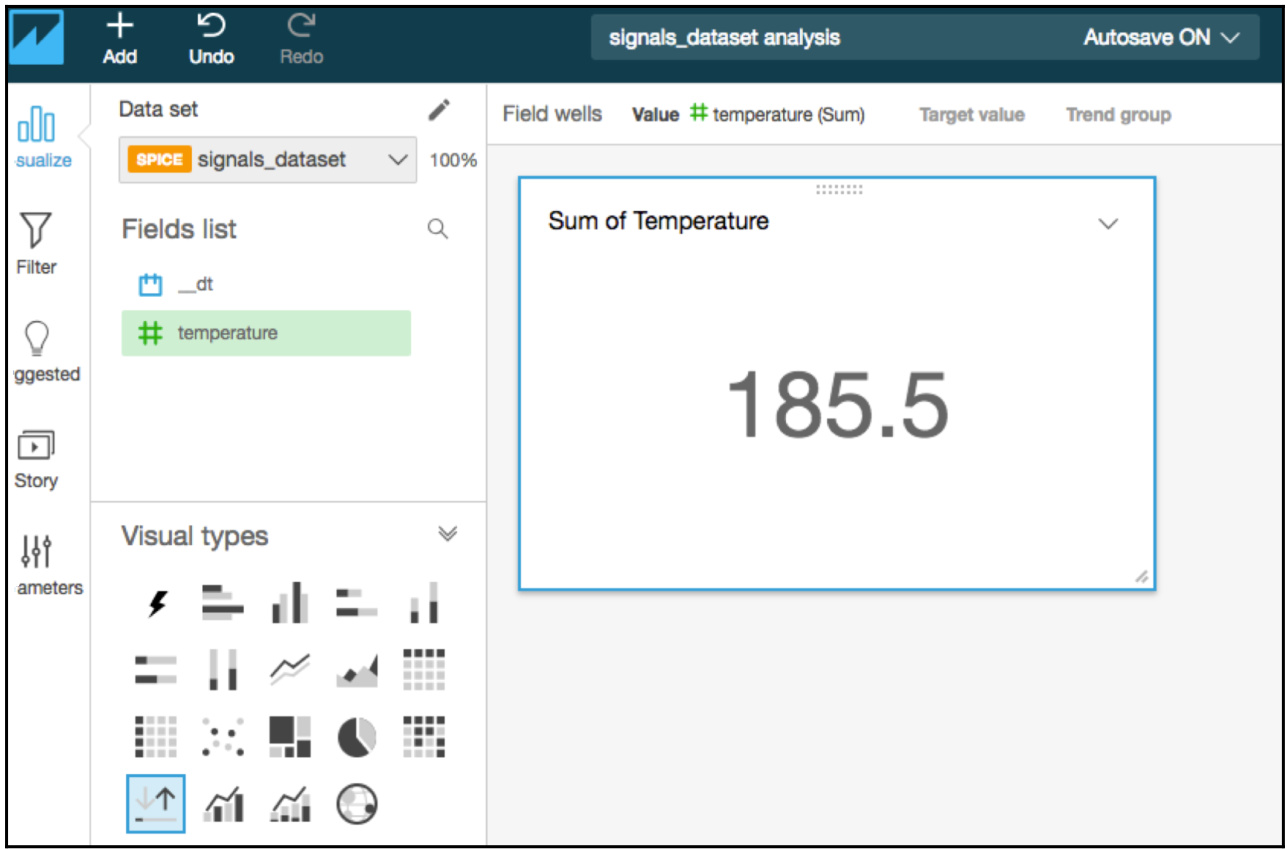 Add
Undo
Redo
signals_dataset analysis
Autosave ON
sualize
Filter
ggested
Story
ameters
Data set
SPICE signals_dataset
100%
Fields list
__dt
temperature
Visual types
Field wells Value temperature (Sum) Target value Trend group
Sum of Temperature
185.5